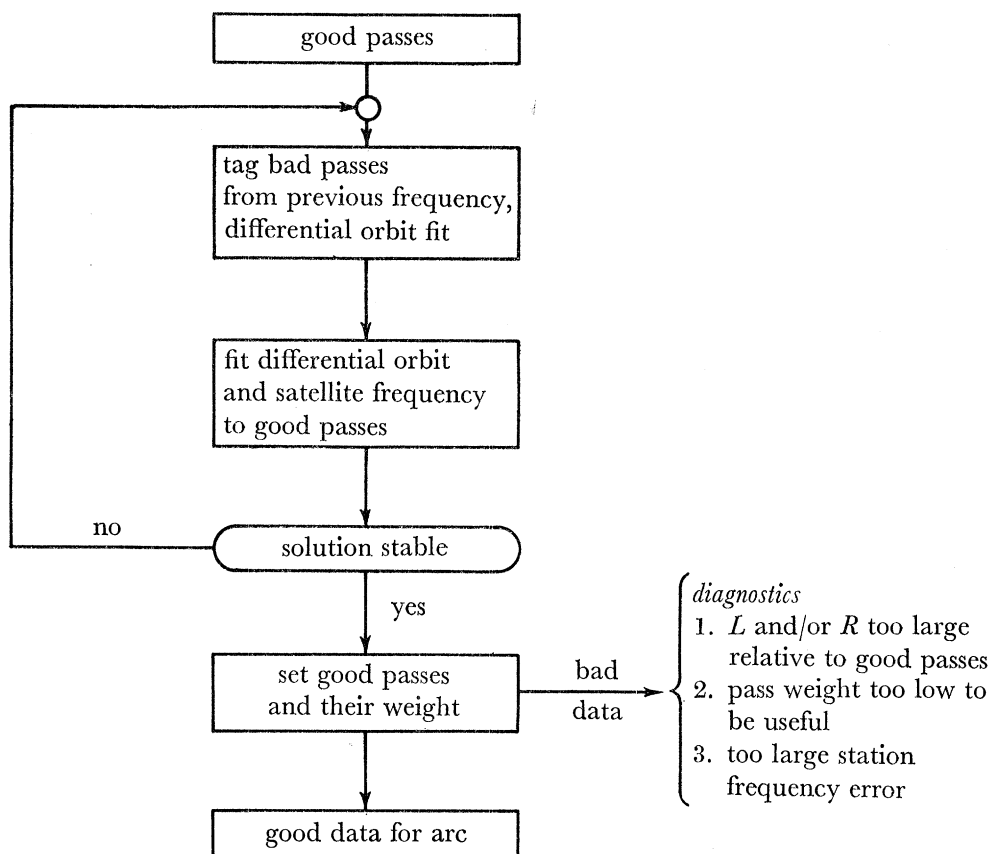 good passes
tag bad passes
from previous frequency,
differential orbit fit
fit differential orbit
and satellite frequency
to good passes
no
solution stable
yes
set good passes
and their weight
bad
data
diagnostics
1. L and/or R too large
relative to good passes
2. pass weight too low to
be useful
3. too large station
frequency error
good data for arc